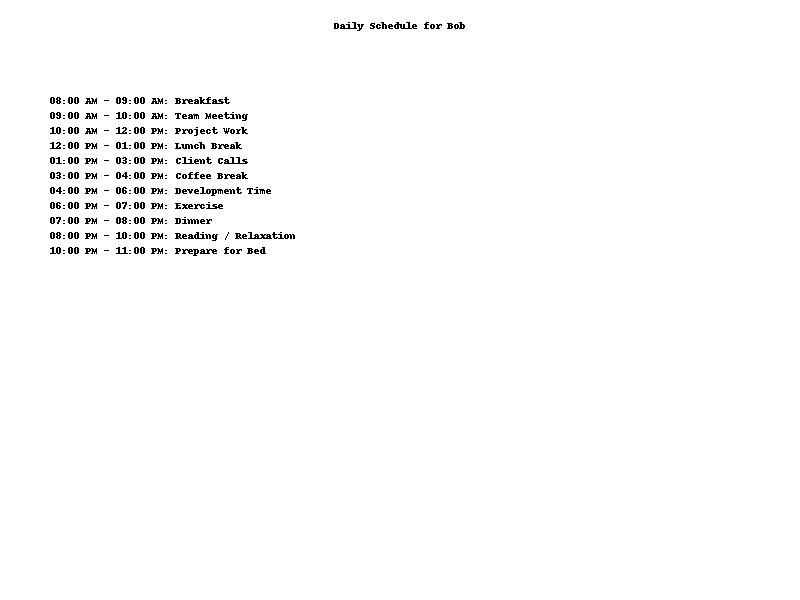 Daily Schedule for Bob
08:00 AM - 09:00 AM: Breakfast
09:00 AM - 10:00 AM: Team Meeting
10:00 AM - 12:00 PM: Project Work
12:00 PM - 01:00 PM: Lunch Break
01:00 PM - 03:00 PM: Client Calls
03:00 PM - 04:00 PM: Coffee Break
04:00 PM - 06:00 PM: Development Time
06:00 PM - 07:00 PM: Exercise
07:00 PM - 08:00 PM: Dinner
08:00 PM - 10:00 PM: Reading / Relaxation
10:00 PM - 11:00 PM: Prepare for Bed